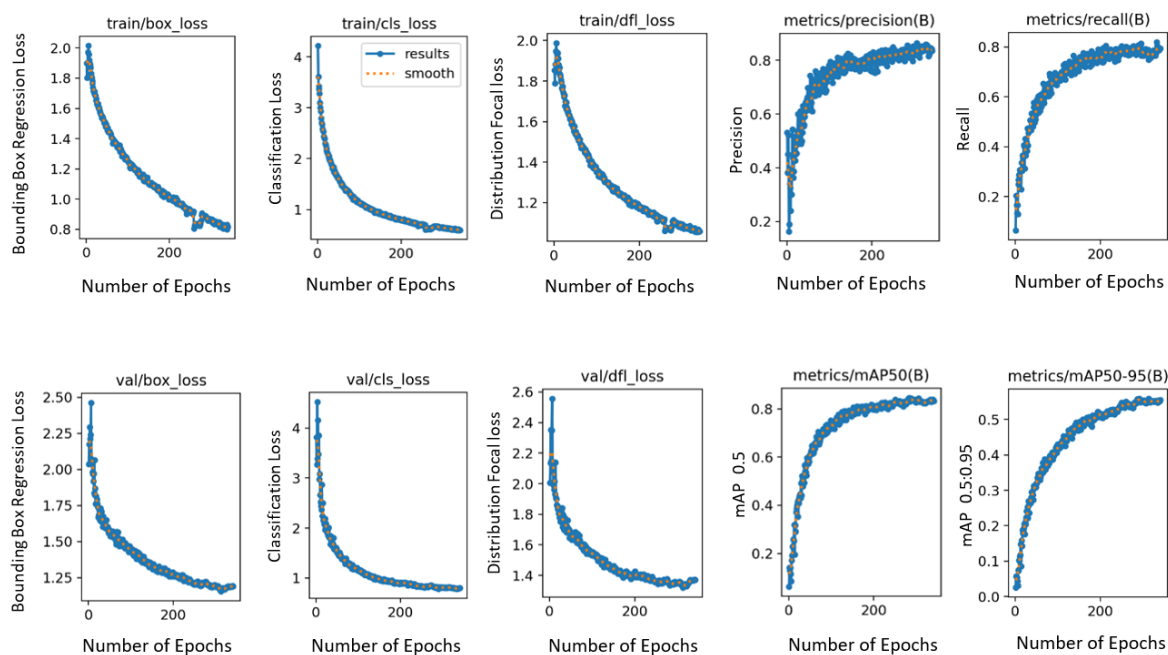 train/box_loss
Bounding Box Regression Loss
2.0
1.8
1.6
1.4
1.2
1.0
0.8
0
200
Number of Epochs
train/cls_loss
Classification Loss
results
smooth
4
3
2
1
0
200
Number of Epochs
train/dfl_loss
Distribution Focal loss
2.0
1.8
1.6
1.4
1.2
0
200
Number of Epochs
metrics/precision(B)
Precision
0.8
0.6
0.4
0.2
0
200
Number of Epochs
metrics/recall(B)
Recall
0.8
0.6
0.4
0.2
0
200
Number of Epochs
val/box_loss
Bounding Box Regression Loss
2.50
2.25
2.00
1.75
1.50
1.25
0
200
Number of Epochs
val/cls_loss
Classification Loss
4
3
2
1
0
200
Number of Epochs
val/dfl_loss
Distribution Focal loss
2.6
2.4
2.2
2.0
1.8
1.6
1.4
0
200
Number of Epochs
metrics/mAP50(B)
mAP 0.5
0.8
0.6
0.4
0.2
0
200
Number of Epochs
metrics/mAP50-95(B)
mAP 0.5:0.95
0.5
0.4
0.3
0.2
0.1
0.0
0
200
Number of Epochs